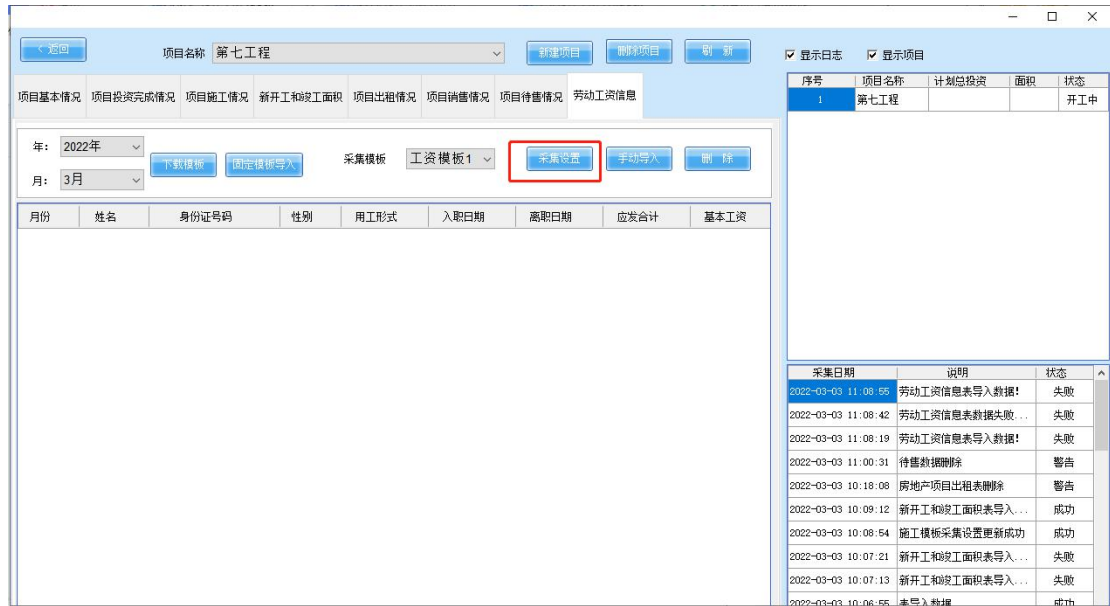 < 返回 项目名称 第七工程 新建项目 删除项目 刷 新
项目基本情况 项目投资完成情况 项目施工情况 新开工和竣工面积 项目出租情况 项目销售情况 项目待售情况 劳动工资信息
年: 2022年
月: 3月
下载模板 固定模板导入 采集模板 工资模板1 采集设置 手动导入 删 除
月份 姓名 身份证号码 性别 用工形式 入职日期 离职日期 应发合计 基本工资
显示日志 显示项目
序号 项目名称 计划总投资 面积 状态
1 第七工程 开工中
采集日期 说明 状态
2022-03-03 11:08:55 劳动工资信息表导入数据! 失败
2022-03-03 11:08:42 劳动工资信息表数据失败... 失败
2022-03-03 11:08:19 劳动工资信息表导入数据! 失败
2022-03-03 11:00:31 待售数据删除 警告
2022-03-03 10:18:08 房地产项目出租表删除 警告
2022-03-03 10:09:12 新开工和竣工面积表导入... 成功
2022-03-03 10:08:54 施工模板采集设置更新成功 成功
2022-03-03 10:07:21 新开工和竣工面积表导入... 失败
2022-03-03 10:07:13 新开工和竣工面积表导入... 失败
2022-03-03 10:06:55 表导入数据 成功